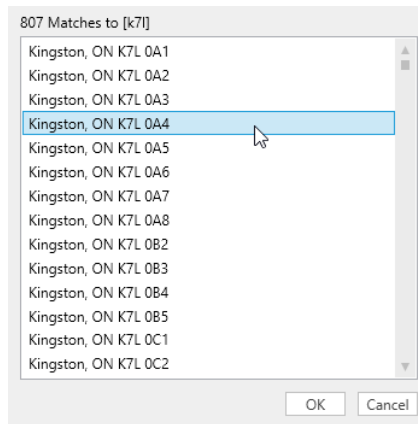 807 Matches to [k7l]
Kingston, ON K7L 0A1
Kingston, ON K7L 0A2
Kingston, ON K7L 0A3
Kingston, ON K7L 0A4
Kingston, ON K7L 0A5
Kingston, ON K7L 0A6
Kingston, ON K7L 0A7
Kingston, ON K7L 0A8
Kingston, ON K7L 0B2
Kingston, ON K7L 0B3
Kingston, ON K7L 0B4
Kingston, ON K7L 0B5
Kingston, ON K7L 0C1
Kingston, ON K7L 0C2
OK Cancel